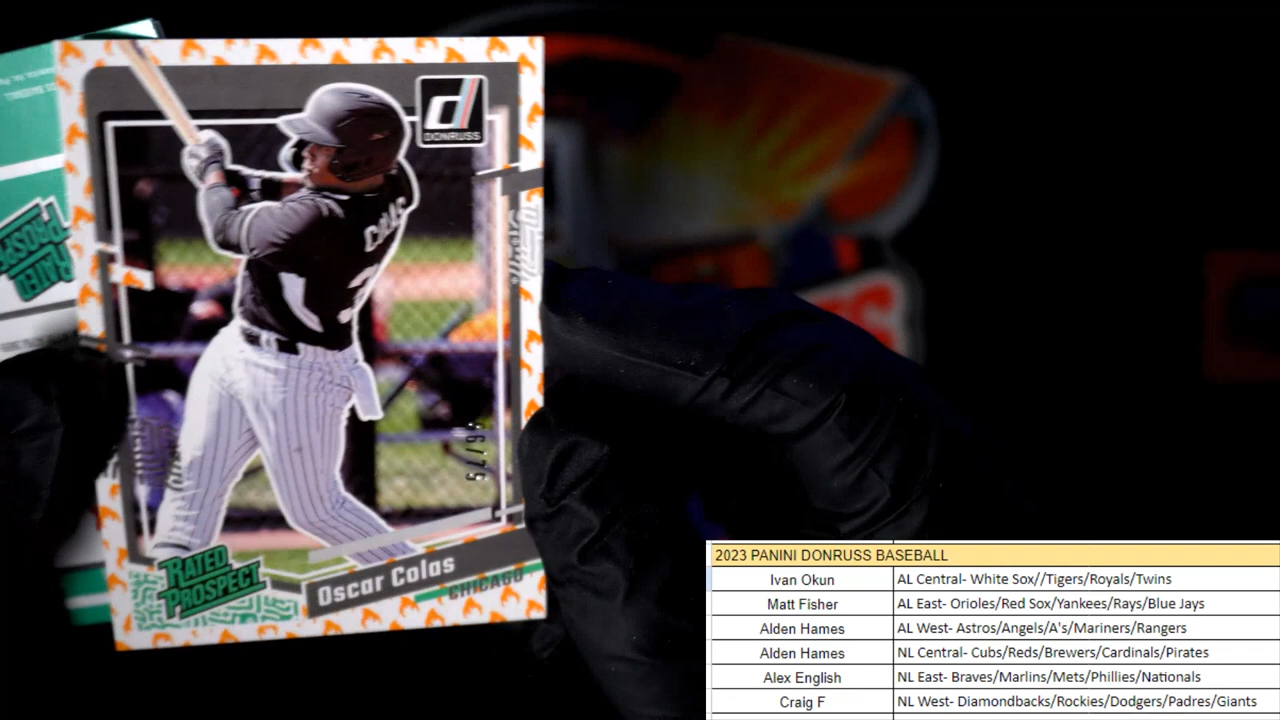 DONRUSS
COLAS
3
RATED
PROSPECT
Oscar Colas
CHICAGO
2023 PANINI DONRUSS BASEBALL
Ivan Okun AL Central- White Sox//Tigers/Royals/Twins
Matt Fisher AL East- Orioles/Red Sox/Yankees/Rays/Blue Jays
Alden Hames AL West- Astros/Angels/A's/Mariners/Rangers
Alden Hames NL Central- Cubs/Reds/Brewers/Cardinals/Pirates
Alex English NL East- Braves/Marlins/Mets/Phillies/Nationals
Craig F NL West- Diamondbacks/Rockies/Dodgers/Padres/Giants